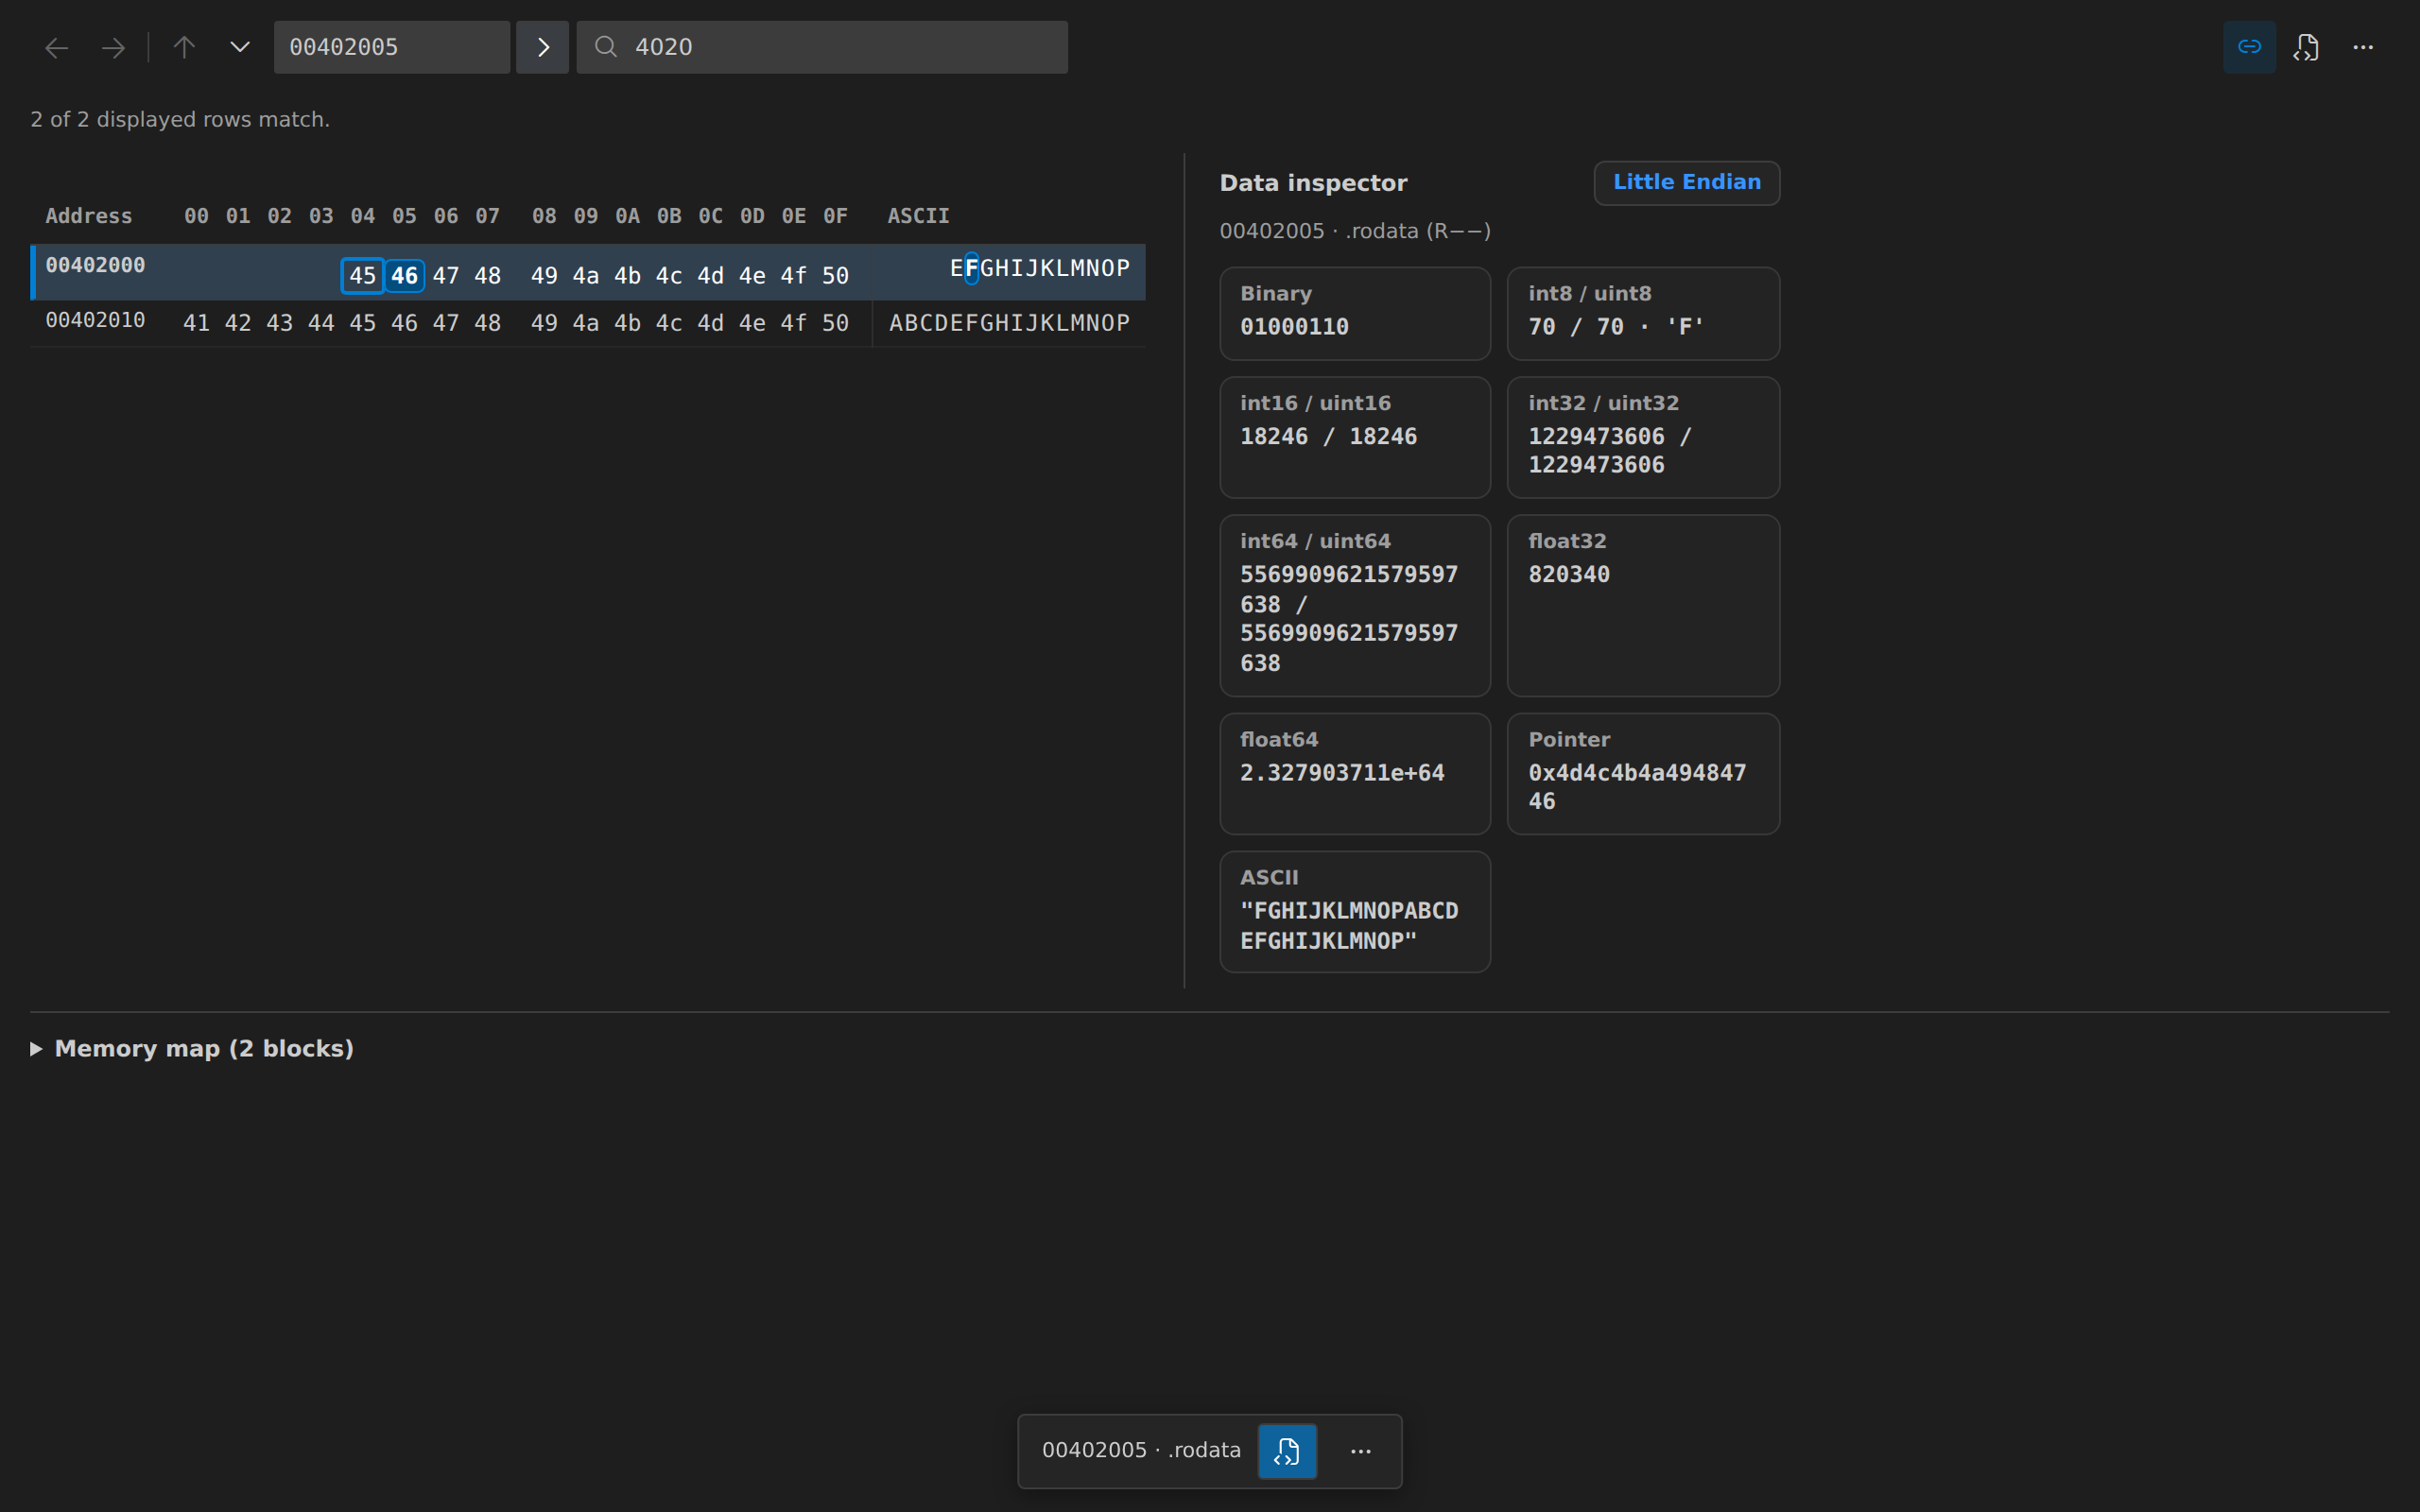 00402005 4020
2 of 2 displayed rows match.
Address 00 01 02 03 04 05 06 07 08 09 0A 0B 0C 0D 0E 0F ASCII
00402000 45 46 47 48 49 4a 4b 4c 4d 4e 4f 50 EFGHIJKLMNOP
00402010 41 42 43 44 45 46 47 48 49 4a 4b 4c 4d 4e 4f 50 ABCDEFGHIJKLMNOP
Data inspector Little Endian
00402005 · .rodata (R−−)
Binary
01000110
int8 / uint8
70 / 70 · 'F'
int16 / uint16
18246 / 18246
int32 / uint32
1229473606 /
1229473606
int64 / uint64
5569909621579597
638 /
5569909621579597
638
float32
820340
float64
2.327903711e+64
Pointer
0x4d4c4b4a494847
46
ASCII
"FGHIJKLMNOPABCD
EFGHIJKLMNOP"
Memory map (2 blocks)
00402005 · .rodata